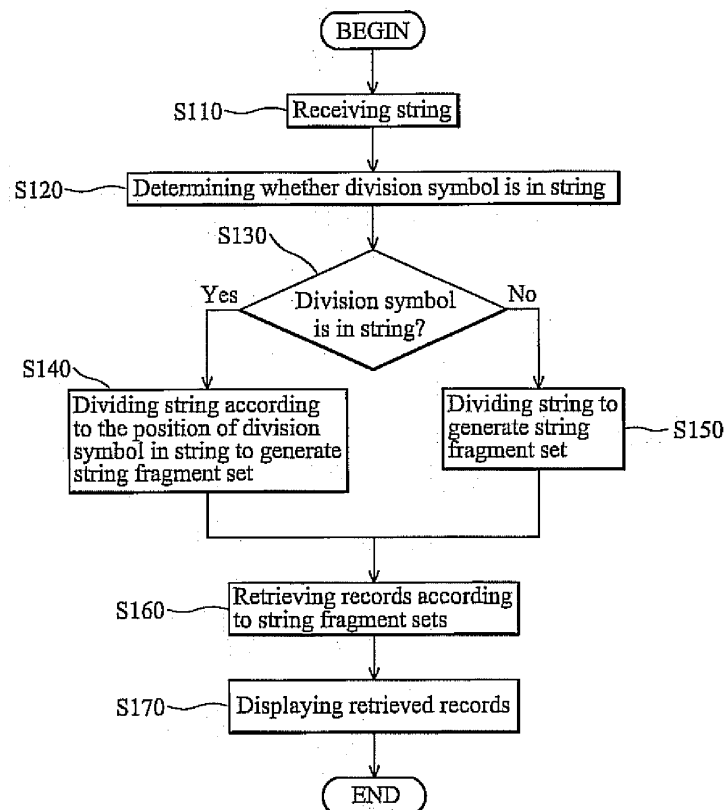 BEGIN
S110
Receiving string
S120
Determining whether division symbol is in string
S130
Yes
Division symbol
is in string?
No
S140
Dividing string according
to the position of division
symbol in string to generate
string fragment set
Dividing string to
generate string
fragment set
S150
S160
Retrieving records according
to string fragment sets
S170
Displaying retrieved records
END